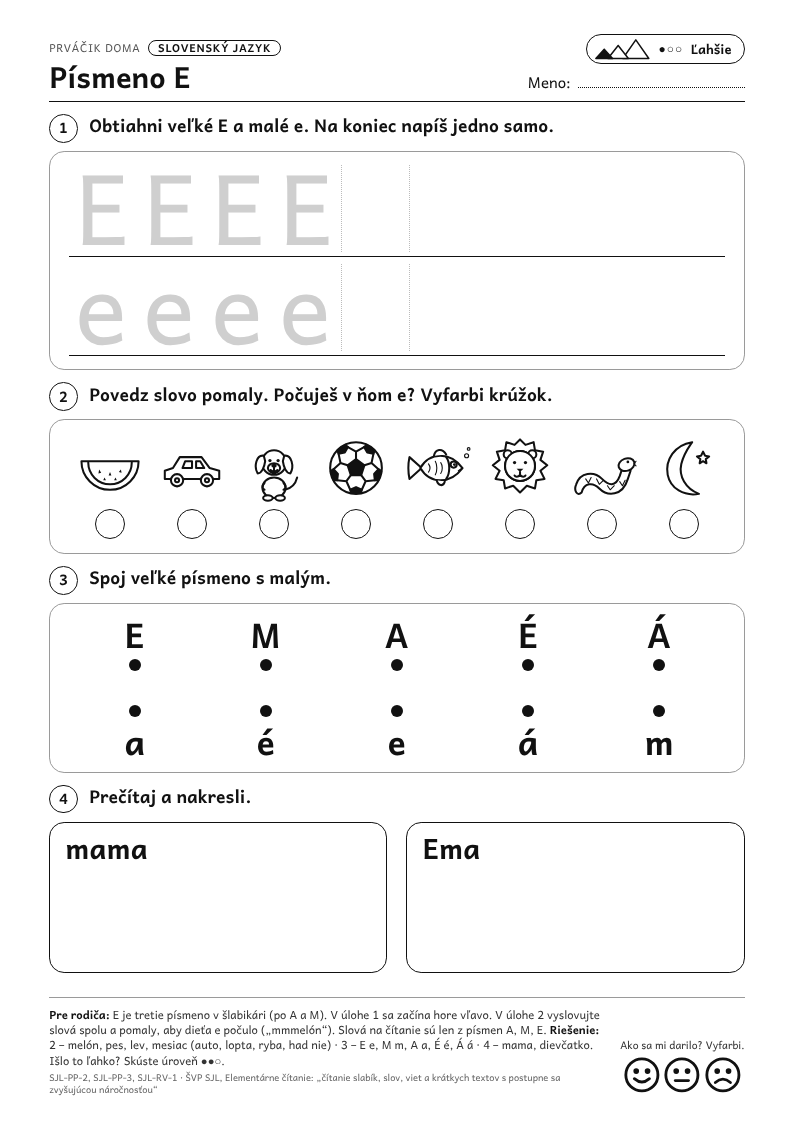 PRVÁČIK DOMA SLOVENSKÝ JAZYK
●○○ Ľahšie
Písmeno E
Meno:
1 Obtiahni veľké E a malé e. Na koniec napíš jedno samo.
E E E E
e e e e
2 Povedz slovo pomaly. Počuješ v ňom e? Vyfarbi krúžok.
3 Spoj veľké písmeno s malým.
E M A É Á
a é e á m
4 Prečítaj a nakresli.
mama Ema
Pre rodiča: E je tretie písmeno v šlabikári (po A a M). V úlohe 1 sa začína hore vľavo. V úlohe 2 vyslovujte
slová spolu a pomaly, aby dieťa e počulo („mmmelón“). Slová na čítanie sú len z písmen A, M, E. Riešenie:
2 – melón, pes, lev, mesiac (auto, lopta, ryba, had nie) · 3 – E e, M m, A a, É é, Á á · 4 – mama, dievčatko.
Išlo to ľahko? Skúste úroveň ●●○.
SJL-PP-2, SJL-PP-3, SJL-RV-1 · ŠVP SJL, Elementárne čítanie: „čítanie slabík, slov, viet a krátkych textov s postupne sa
zvyšujúcou náročnosťou“
Ako sa mi darilo? Vyfarbi.